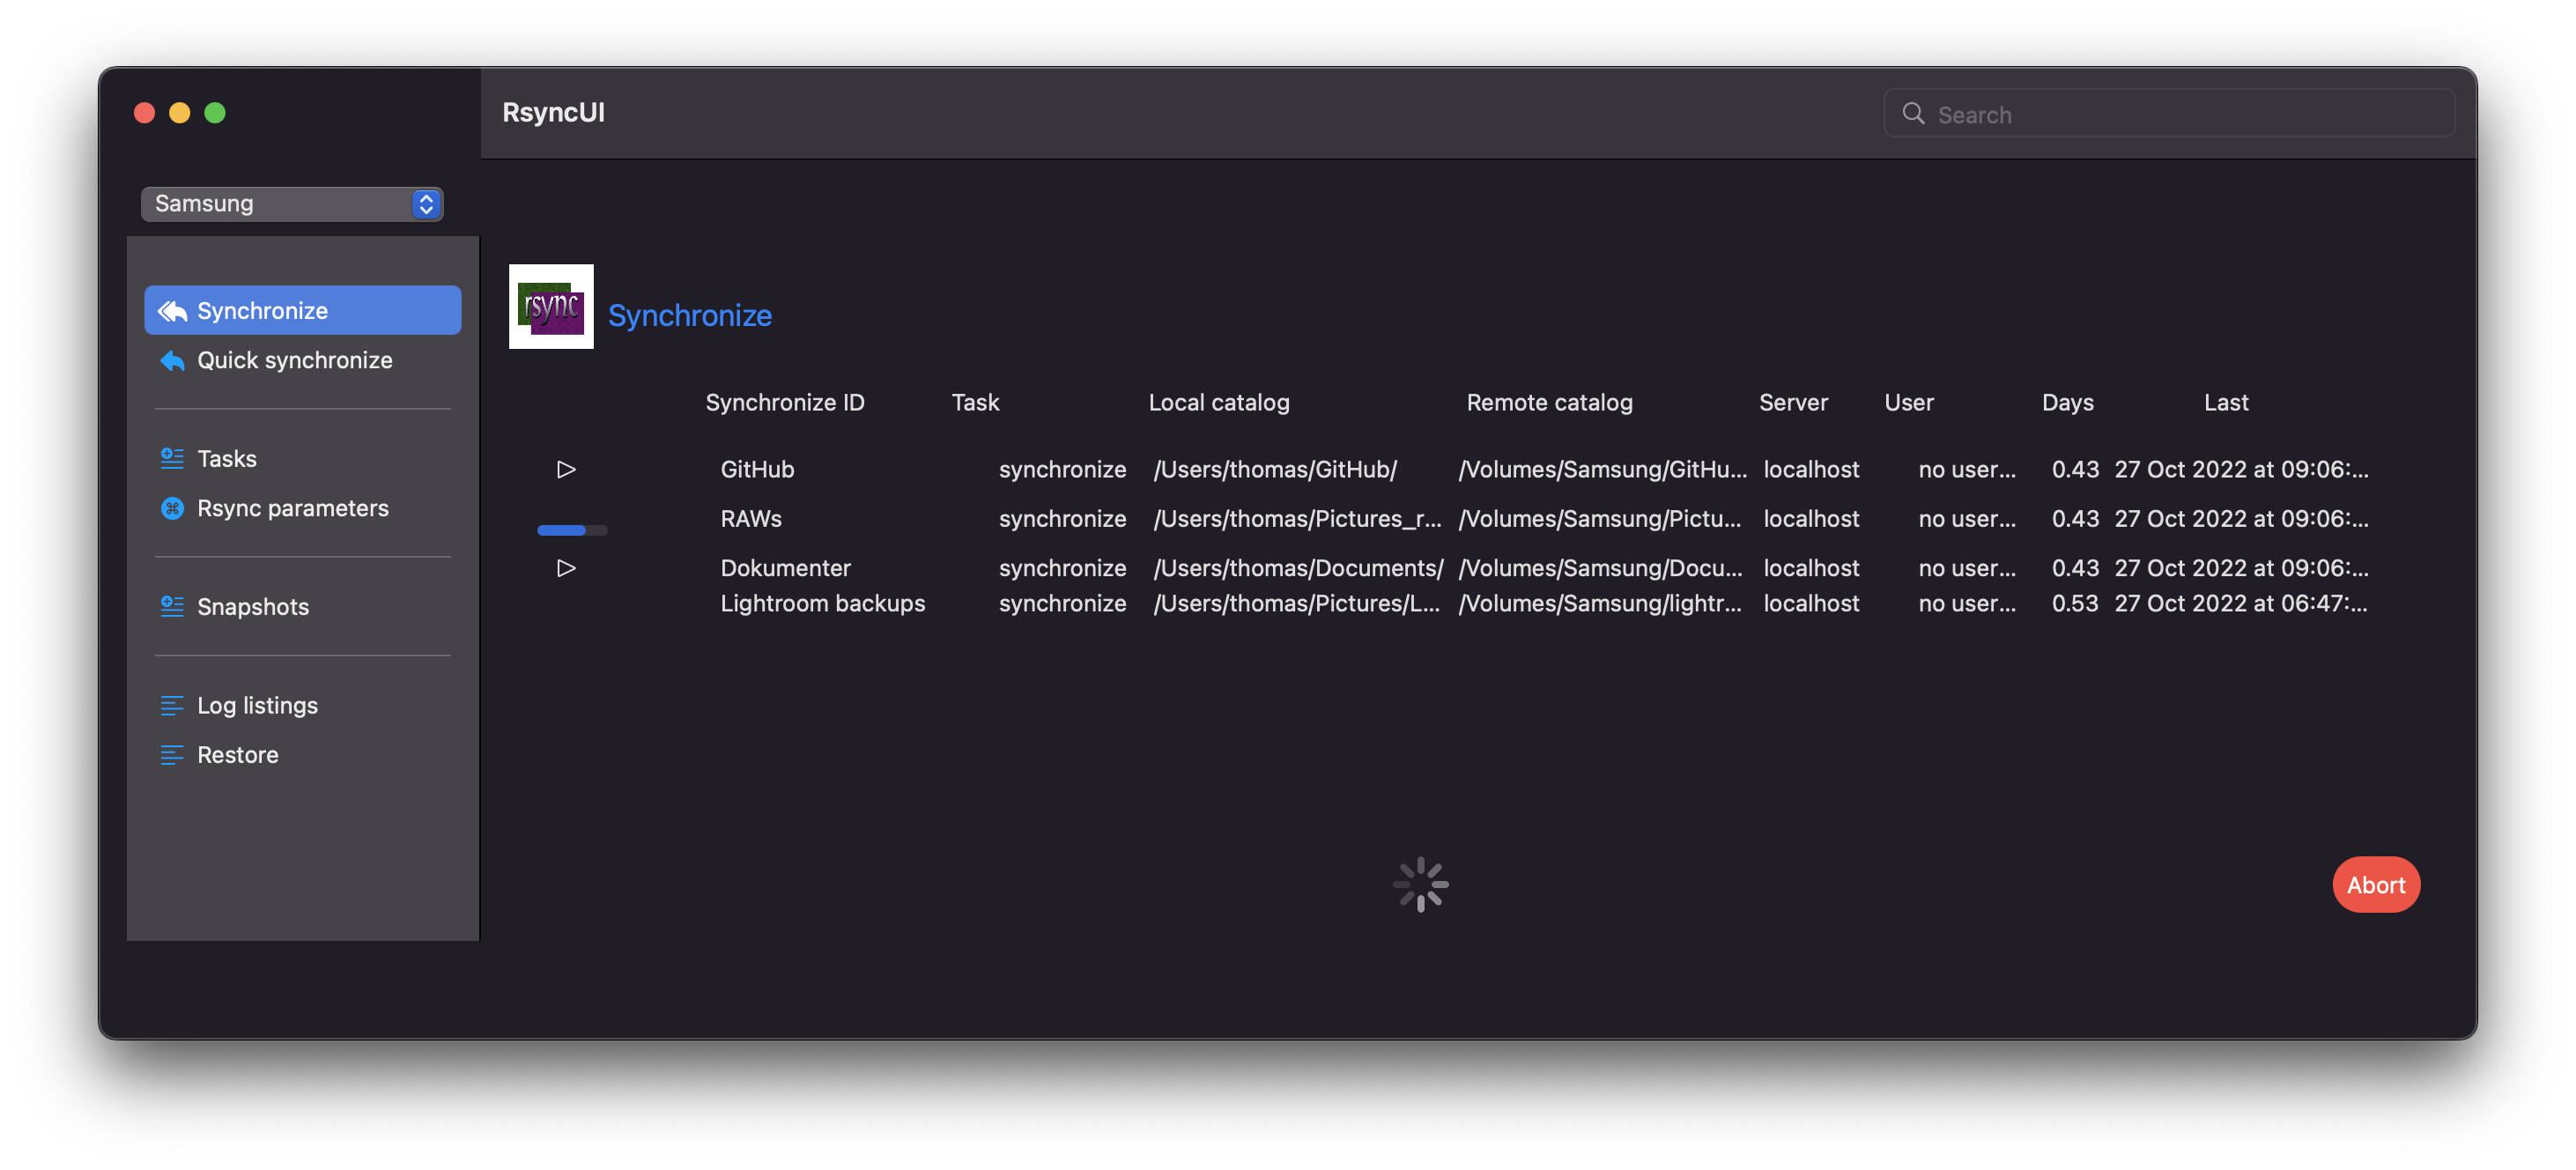 RsyncUI
Search
Samsung
Synchronize
Quick synchronize
Tasks
Rsync parameters
Snapshots
Log listings
Restore
rsync
Synchronize
Synchronize ID Task Local catalog Remote catalog Server User Days Last
GitHub synchronize /Users/thomas/GitHub/ /Volumes/Samsung/GitHu... localhost no user... 0.43 27 Oct 2022 at 09:06:...
RAWs synchronize /Users/thomas/Pictures_r... /Volumes/Samsung/Pictu... localhost no user... 0.43 27 Oct 2022 at 09:06:...
Dokumenter synchronize /Users/thomas/Documents/ /Volumes/Samsung/Docu... localhost no user... 0.43 27 Oct 2022 at 09:06:...
Lightroom backups synchronize /Users/thomas/Pictures/L... /Volumes/Samsung/lightr... localhost no user... 0.53 27 Oct 2022 at 06:47:...
Abort